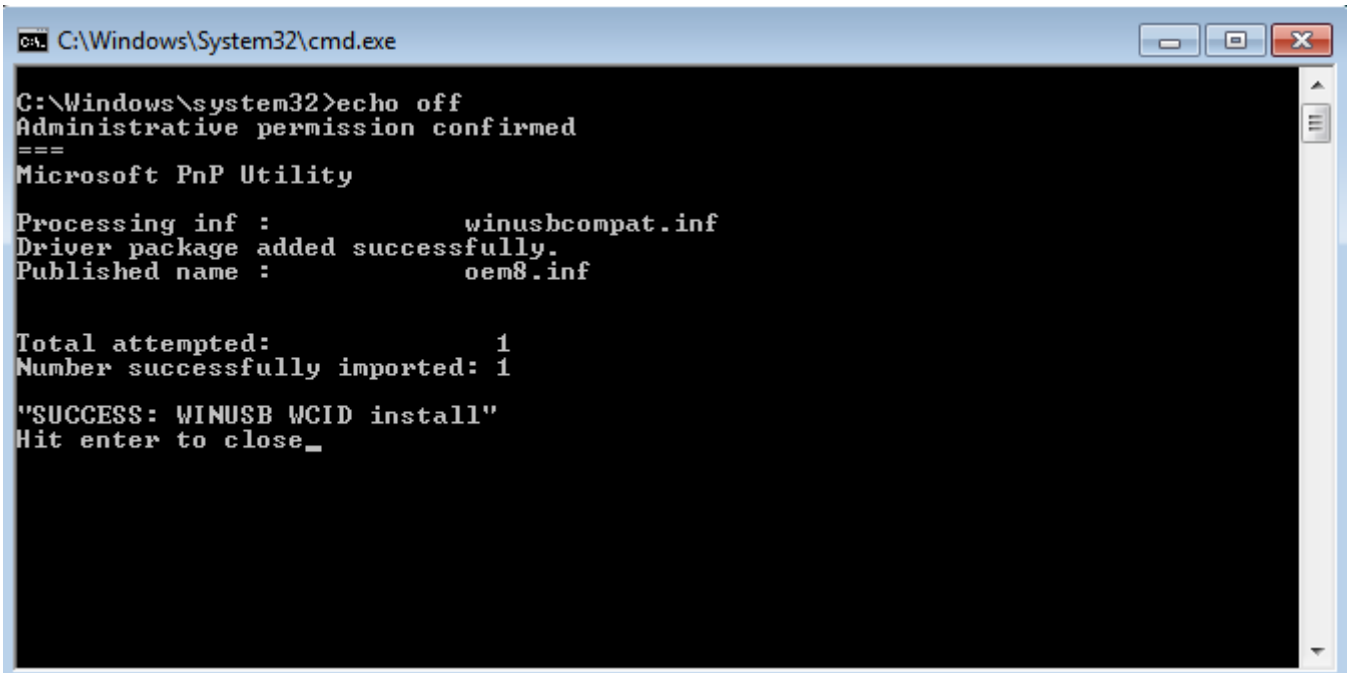 C:\Windows\System32\cmd.exe
C:\Windows\system32>echo off
Administrative permission confirmed
===
Microsoft PnP Utility
Processing inf :            winusbcompat.inf
Driver package added successfully.
Published name :            oem8.inf
Total attempted:              1
Number successfully imported: 1
"SUCCESS: WINUSB WCID install"
Hit enter to close_